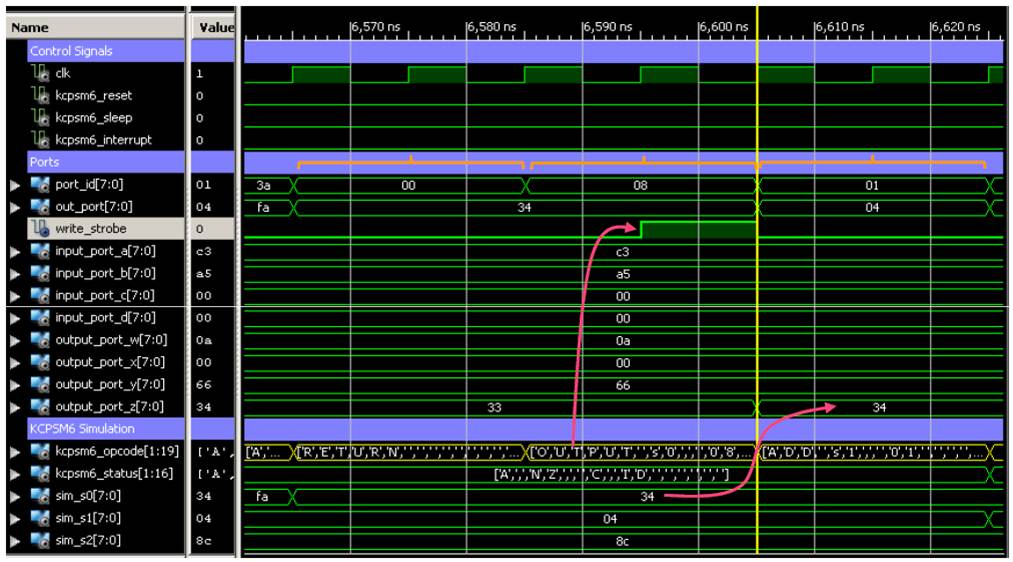 Name Value 6,570 ns 6,580 ns 6,590 ns 6,600 ns 6,610 ns 6,620 ns
Control Signals
clk 1
kcpsm6_reset 0
kcpsm6_sleep 0
kcpsm6_interrupt 0
Ports
port_id[7:0] 01 3a 00 08 01
out_port[7:0] 04 fa 34 04
write_strobe 0
input_port_a[7:0] c3 c3
input_port_b[7:0] a5 a5
input_port_c[7:0] 00 00
input_port_d[7:0] 00 00
output_port_w[7:0] 0a 0a
output_port_x[7:0] 00 00
output_port_y[7:0] 66 66
output_port_z[7:0] 34 33 34
KCPSM6 Simulation
kcpsm6_opcode[1:19] ['A', ['A',... ['R','E','T','U','R','N',' ',' ',' ',' ',' ',' ',... ['O','U','T','P','U','T',' ','s','0',',',' ','0','8',... ['A','D','D',' ','s','1',',',' ','0','1',' ',' ',' ',...
kcpsm6_status[1:16] ['A', ['A',',','N','Z',',',' ','C',',','I','D',' ',' ',' ',' ',' ',' ']
sim_s0[7:0] 34 fa 34
sim_s1[7:0] 04 04
sim_s2[7:0] 8c 8c